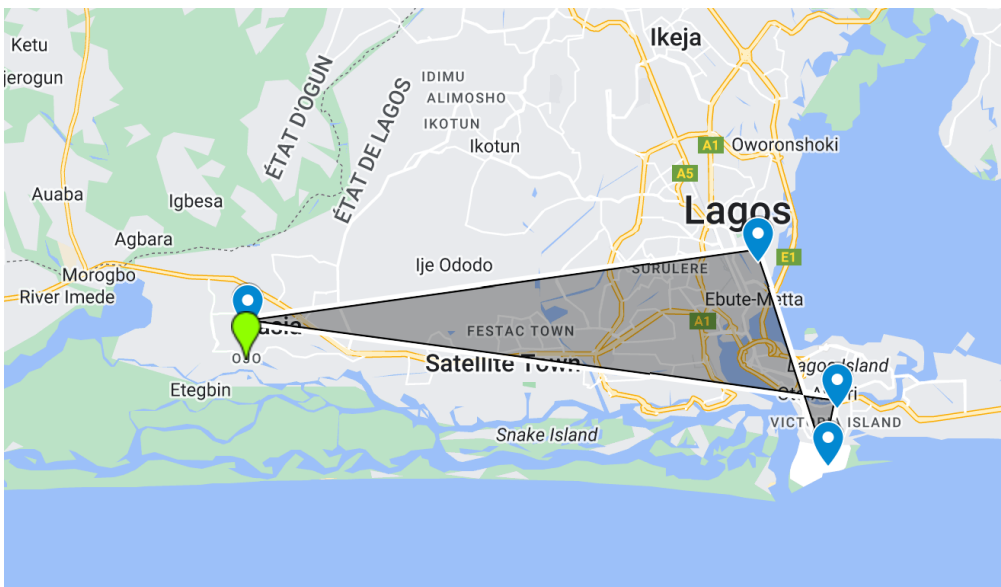 Ketu
jerogun
Ikeja
IDIMU
ALIMOSHO
IKOTUN
Ikotun
ÉTAT D'OGUN
ÉTAT DE LAGOS
A1
Oworonshoki
A5
Auaba
Igbesa
Lagos
Agbara
Ije Ododo
SURULERE
E1
Morogbo
River Imede
Ebute-Metta
FESTAC TOWN
A1
OJO
Satellite Town
Lagos Island
Etegbin
VICTORIA ISLAND
Snake Island